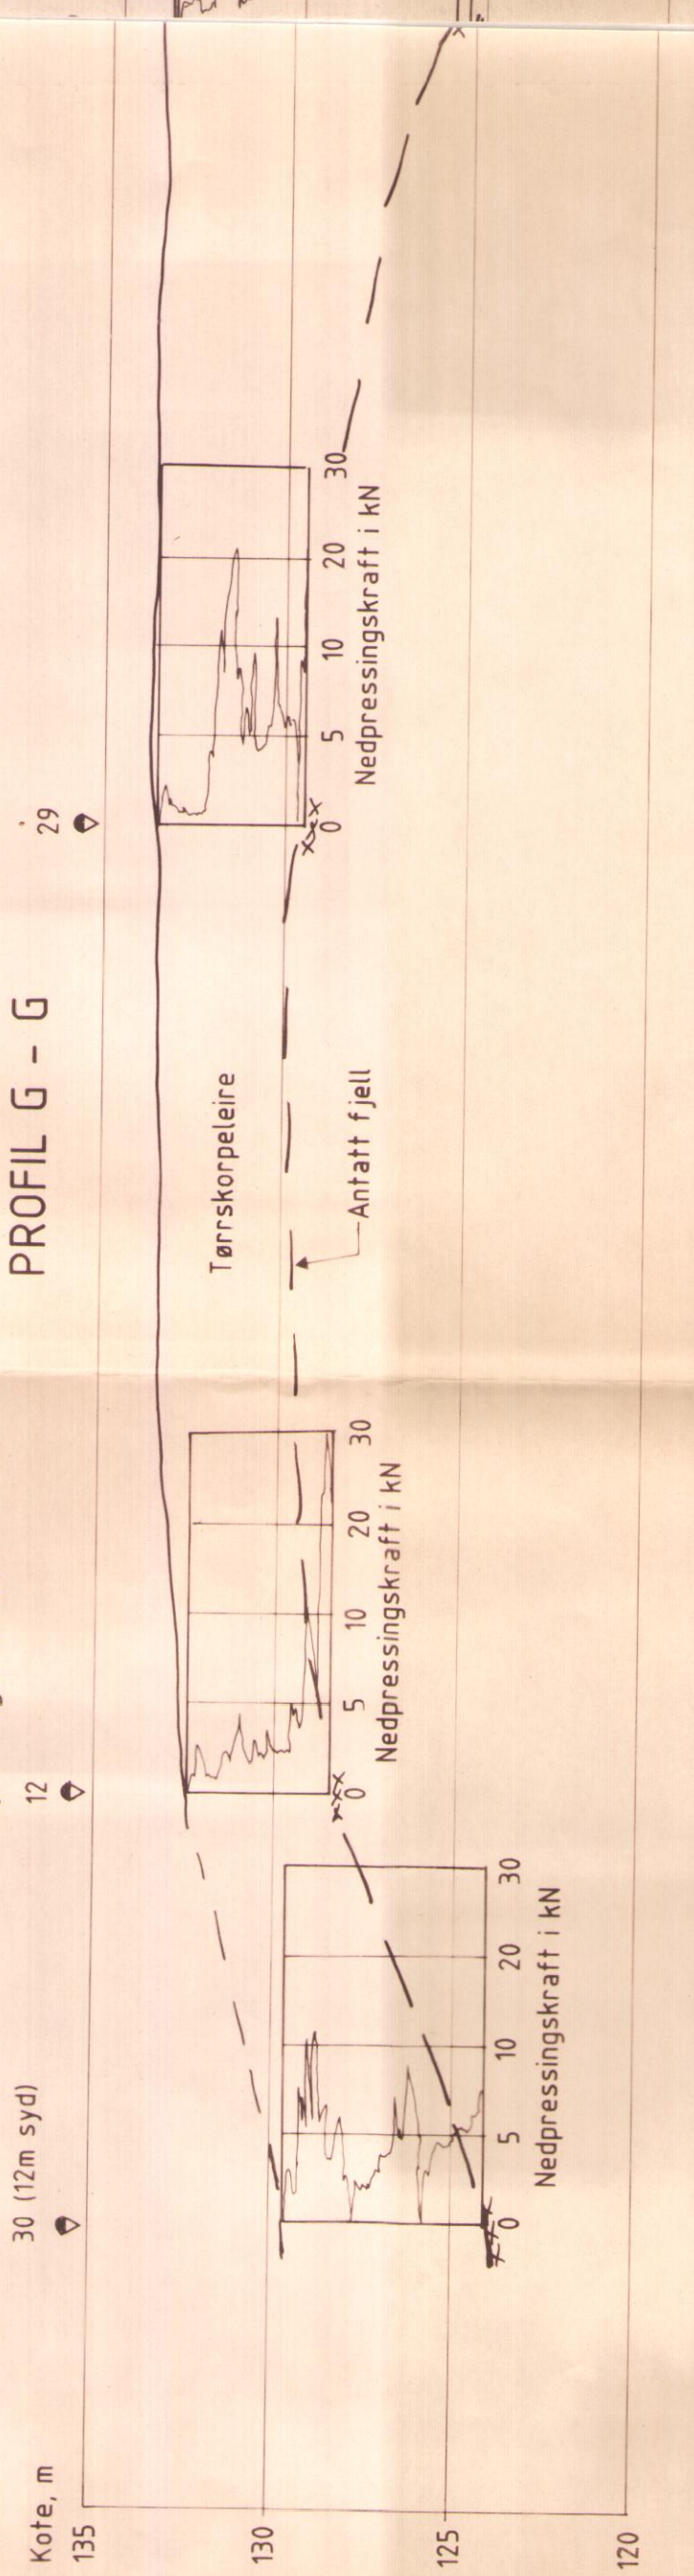 PROFIL G - G
Kote, m
30 (12m syd)
12
29
135
130
125
120
Tørrskorpeleire
Antatt fjell
0 5 10 20 30
Nedpressingskraft i kN
0 5 10 20 30
Nedpressingskraft i kN
0 5 10 20 30
Nedpressingskraft i kN